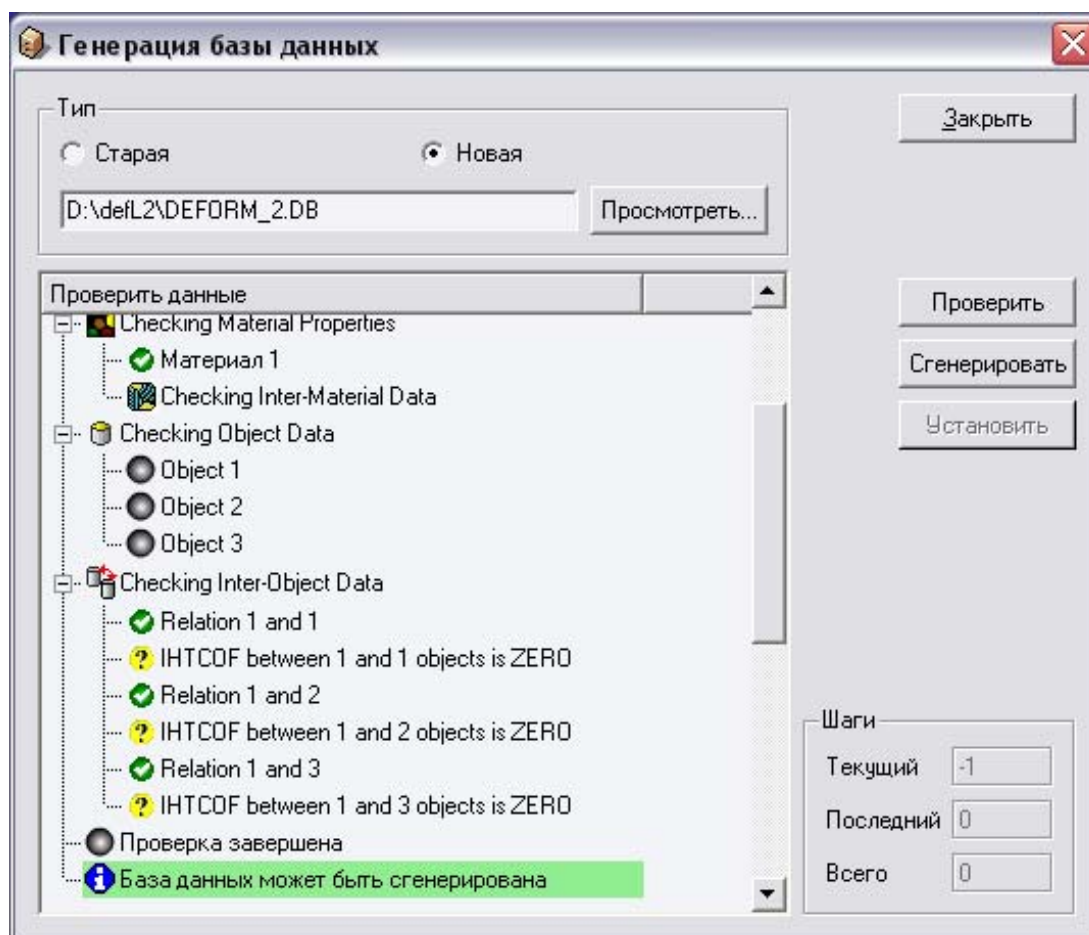 Генерация базы данных
Тип
Закрыть
Старая
Новая
D:\defL2\DEFORM_2.DB
Просмотреть...
Проверить данные
Проверить
Checking Material Properties
Материал 1
Сгенерировать
Checking Inter-Material Data
Установить
Checking Object Data
Object 1
Object 2
Object 3
Checking Inter-Object Data
Relation 1 and 1
IHTCOF between 1 and 1 objects is ZERO
Relation 1 and 2
IHTCOF between 1 and 2 objects is ZERO
Relation 1 and 3
IHTCOF between 1 and 3 objects is ZERO
Проверка завершена
База данных может быть сгенерирована
Шаги
Текущий -1
Последний 0
Всего 0